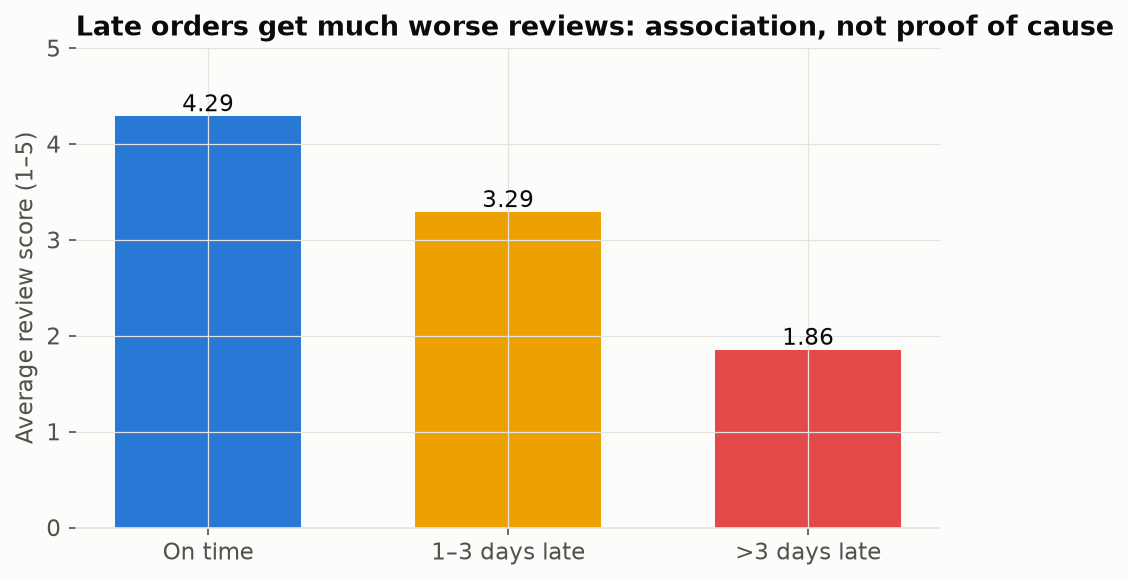 Late orders get much worse reviews: association, not proof of cause
Average review score (1–5)
5
4
3
2
1
0
4.29
3.29
1.86
On time
1–3 days late
>3 days late